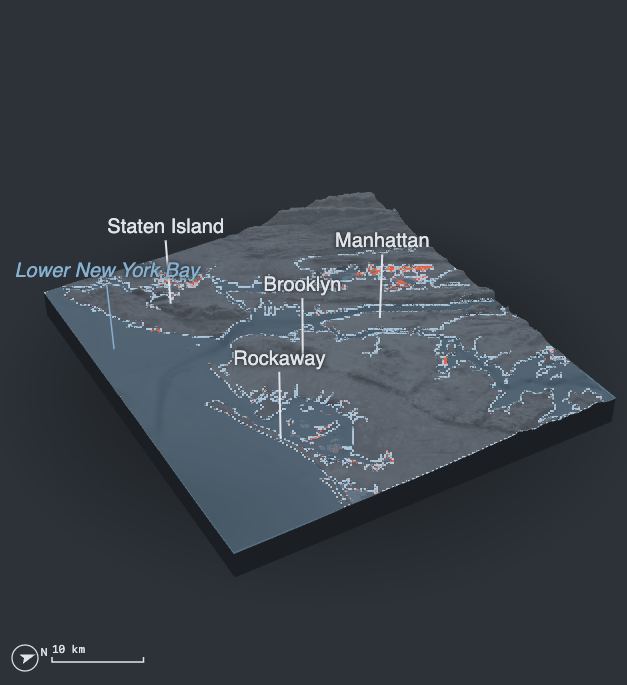 Staten Island
Manhattan
Lower New York Bay
Brooklyn
Rockaway
N 10 km